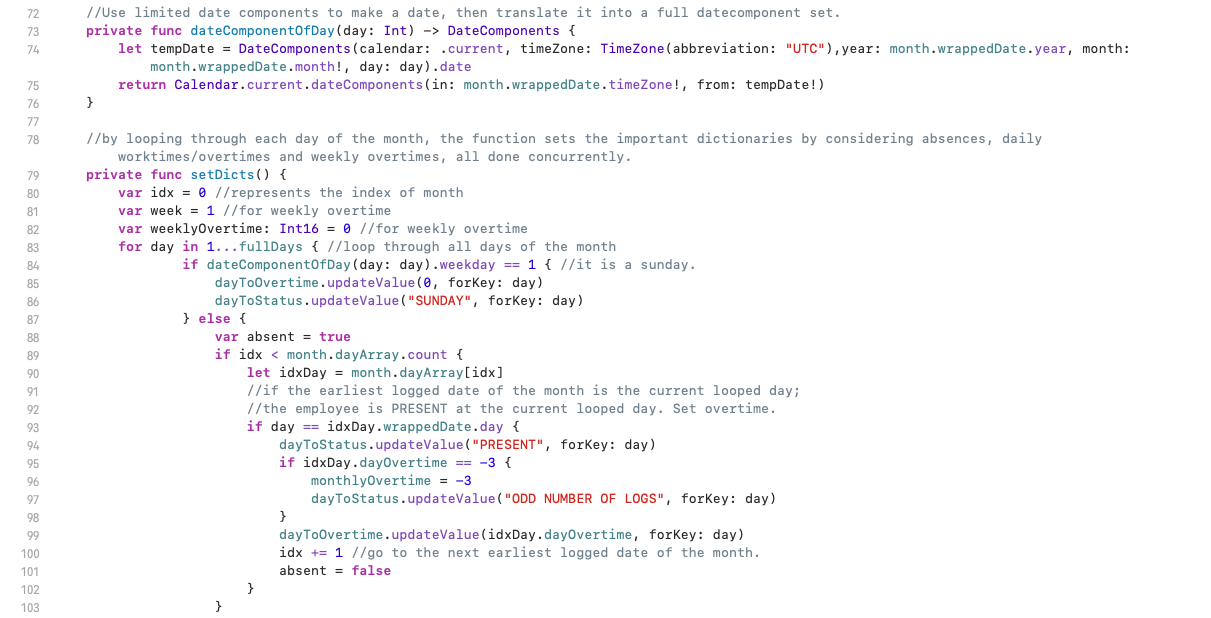 72 //Use limited date components to make a date, then translate it into a full datecomponent set.
73 private func dateComponentOfDay(day: Int) -> DateComponents {
74 let tempDate = DateComponents(calendar: .current, timeZone: TimeZone(abbreviation: "UTC"),year: month.wrappedDate.year, month:
month.wrappedDate.month!, day: day).date
75 return Calendar.current.dateComponents(in: month.wrappedDate.timeZone!, from: tempDate!)
76 }
77
78 //by looping through each day of the month, the function sets the important dictionaries by considering absences, daily
worktimes/overtimes and weekly overtimes, all done concurrently.
79 private func setDicts() {
80 var idx = 0 //represents the index of month
81 var week = 1 //for weekly overtime
82 var weeklyOvertime: Int16 = 0 //for weekly overtime
83 for day in 1...fullDays { //loop through all days of the month
84 if dateComponentOfDay(day: day).weekday == 1 { //it is a sunday.
85 dayToOvertime.updateValue(0, forKey: day)
86 dayToStatus.updateValue("SUNDAY", forKey: day)
87 } else {
88 var absent = true
89 if idx < month.dayArray.count {
90 let idxDay = month.dayArray[idx]
91 //if the earliest logged date of the month is the current looped day;
92 //the employee is PRESENT at the current looped day. Set overtime.
93 if day == idxDay.wrappedDate.day {
94 dayToStatus.updateValue("PRESENT", forKey: day)
95 if idxDay.dayOvertime == -3 {
96 monthlyOvertime = -3
97 dayToStatus.updateValue("ODD NUMBER OF LOGS", forKey: day)
98 }
99 dayToOvertime.updateValue(idxDay.dayOvertime, forKey: day)
100 idx += 1 //go to the next earliest logged date of the month.
101 absent = false
102 }
103 }